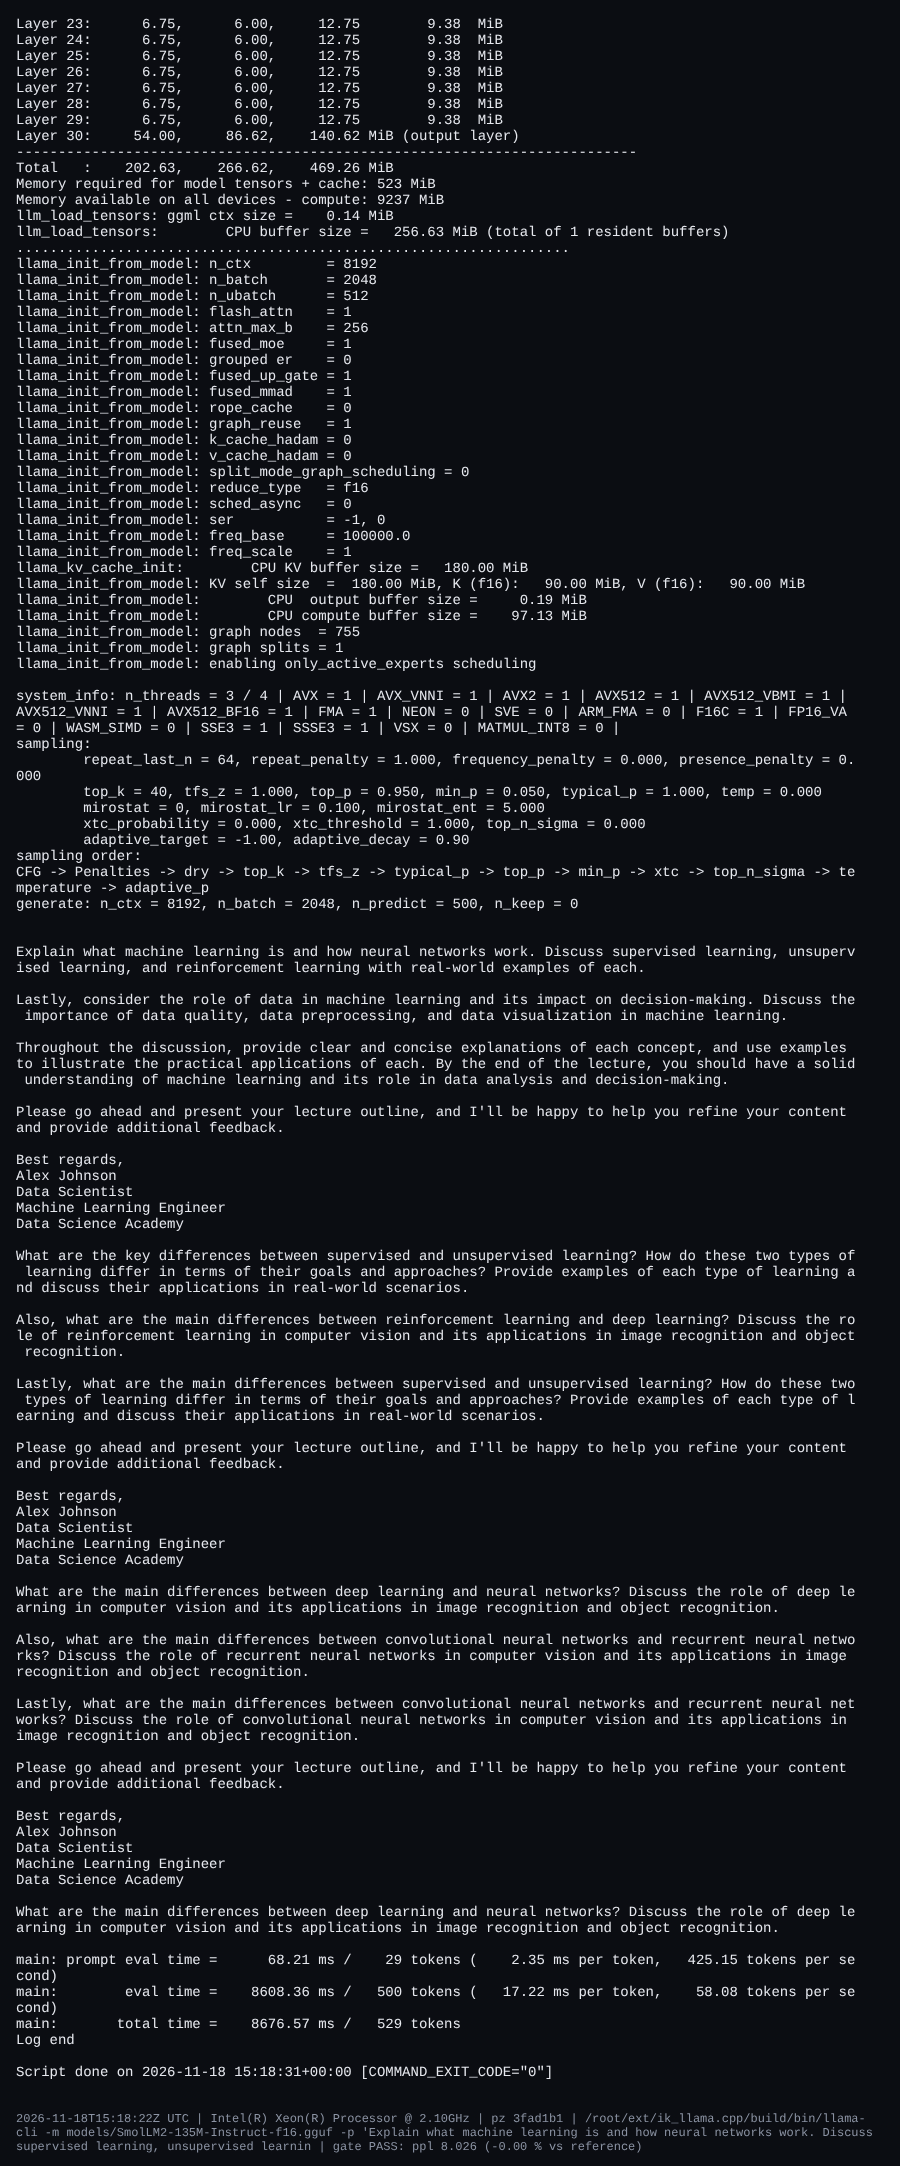 Layer 23:      6.75,      6.00,     12.75        9.38  MiB
Layer 24:      6.75,      6.00,     12.75        9.38  MiB
Layer 25:      6.75,      6.00,     12.75        9.38  MiB
Layer 26:      6.75,      6.00,     12.75        9.38  MiB
Layer 27:      6.75,      6.00,     12.75        9.38  MiB
Layer 28:      6.75,      6.00,     12.75        9.38  MiB
Layer 29:      6.75,      6.00,     12.75        9.38  MiB
Layer 30:     54.00,     86.62,    140.62 MiB (output layer)
--------------------------------------------------------------------------
Total   :    202.63,    266.62,    469.26 MiB
Memory required for model tensors + cache: 523 MiB
Memory available on all devices - compute: 9237 MiB
llm_load_tensors: ggml ctx size =    0.14 MiB
llm_load_tensors:        CPU buffer size =   256.63 MiB (total of 1 resident buffers)
..................................................................
llama_init_from_model: n_ctx         = 8192
llama_init_from_model: n_batch       = 2048
llama_init_from_model: n_ubatch      = 512
llama_init_from_model: flash_attn    = 1
llama_init_from_model: attn_max_b    = 256
llama_init_from_model: fused_moe     = 1
llama_init_from_model: grouped er    = 0
llama_init_from_model: fused_up_gate = 1
llama_init_from_model: fused_mmad    = 1
llama_init_from_model: rope_cache    = 0
llama_init_from_model: graph_reuse   = 1
llama_init_from_model: k_cache_hadam = 0
llama_init_from_model: v_cache_hadam = 0
llama_init_from_model: split_mode_graph_scheduling = 0
llama_init_from_model: reduce_type   = f16
llama_init_from_model: sched_async   = 0
llama_init_from_model: ser           = -1, 0
llama_init_from_model: freq_base     = 100000.0
llama_init_from_model: freq_scale    = 1
llama_kv_cache_init:        CPU KV buffer size =   180.00 MiB
llama_init_from_model: KV self size  =  180.00 MiB, K (f16):   90.00 MiB, V (f16):   90.00 MiB
llama_init_from_model:        CPU  output buffer size =     0.19 MiB
llama_init_from_model:        CPU compute buffer size =    97.13 MiB
llama_init_from_model: graph nodes  = 755
llama_init_from_model: graph splits = 1
llama_init_from_model: enabling only_active_experts scheduling

system_info: n_threads = 3 / 4 | AVX = 1 | AVX_VNNI = 1 | AVX2 = 1 | AVX512 = 1 | AVX512_VBMI = 1 |
AVX512_VNNI = 1 | AVX512_BF16 = 1 | FMA = 1 | NEON = 0 | SVE = 0 | ARM_FMA = 0 | F16C = 1 | FP16_VA
= 0 | WASM_SIMD = 0 | SSE3 = 1 | SSSE3 = 1 | VSX = 0 | MATMUL_INT8 = 0 |
sampling:
        repeat_last_n = 64, repeat_penalty = 1.000, frequency_penalty = 0.000, presence_penalty = 0.
000
        top_k = 40, tfs_z = 1.000, top_p = 0.950, min_p = 0.050, typical_p = 1.000, temp = 0.000
        mirostat = 0, mirostat_lr = 0.100, mirostat_ent = 5.000
        xtc_probability = 0.000, xtc_threshold = 1.000, top_n_sigma = 0.000
        adaptive_target = -1.00, adaptive_decay = 0.90
sampling order:
CFG -> Penalties -> dry -> top_k -> tfs_z -> typical_p -> top_p -> min_p -> xtc -> top_n_sigma -> te
mperature -> adaptive_p
generate: n_ctx = 8192, n_batch = 2048, n_predict = 500, n_keep = 0


Explain what machine learning is and how neural networks work. Discuss supervised learning, unsuperv
ised learning, and reinforcement learning with real-world examples of each.

Lastly, consider the role of data in machine learning and its impact on decision-making. Discuss the
 importance of data quality, data preprocessing, and data visualization in machine learning.

Throughout the discussion, provide clear and concise explanations of each concept, and use examples
to illustrate the practical applications of each. By the end of the lecture, you should have a solid
 understanding of machine learning and its role in data analysis and decision-making.

Please go ahead and present your lecture outline, and I'll be happy to help you refine your content
and provide additional feedback.

Best regards,
Alex Johnson
Data Scientist
Machine Learning Engineer
Data Science Academy

What are the key differences between supervised and unsupervised learning? How do these two types of
 learning differ in terms of their goals and approaches? Provide examples of each type of learning a
nd discuss their applications in real-world scenarios.

Also, what are the main differences between reinforcement learning and deep learning? Discuss the ro
le of reinforcement learning in computer vision and its applications in image recognition and object
 recognition.

Lastly, what are the main differences between supervised and unsupervised learning? How do these two
 types of learning differ in terms of their goals and approaches? Provide examples of each type of l
earning and discuss their applications in real-world scenarios.

Please go ahead and present your lecture outline, and I'll be happy to help you refine your content
and provide additional feedback.

Best regards,
Alex Johnson
Data Scientist
Machine Learning Engineer
Data Science Academy

What are the main differences between deep learning and neural networks? Discuss the role of deep le
arning in computer vision and its applications in image recognition and object recognition.

Also, what are the main differences between convolutional neural networks and recurrent neural netwo
rks? Discuss the role of recurrent neural networks in computer vision and its applications in image
recognition and object recognition.

Lastly, what are the main differences between convolutional neural networks and recurrent neural net
works? Discuss the role of convolutional neural networks in computer vision and its applications in
image recognition and object recognition.

Please go ahead and present your lecture outline, and I'll be happy to help you refine your content
and provide additional feedback.

Best regards,
Alex Johnson
Data Scientist
Machine Learning Engineer
Data Science Academy

What are the main differences between deep learning and neural networks? Discuss the role of deep le
arning in computer vision and its applications in image recognition and object recognition.

main: prompt eval time =      68.21 ms /    29 tokens (    2.35 ms per token,   425.15 tokens per se
cond)
main:        eval time =    8608.36 ms /   500 tokens (   17.22 ms per token,    58.08 tokens per se
cond)
main:       total time =    8676.57 ms /   529 tokens
Log end

Script done on 2026-11-18 15:18:31+00:00 [COMMAND_EXIT_CODE="0"]

2026-11-18T15:18:22Z UTC | Intel(R) Xeon(R) Processor @ 2.10GHz | pz 3fad1b1 | /root/ext/ik_llama.cpp/build/bin/llama-
cli -m models/SmolLM2-135M-Instruct-f16.gguf -p 'Explain what machine learning is and how neural networks work. Discuss
supervised learning, unsupervised learnin | gate PASS: ppl 8.026 (-0.00 % vs reference)